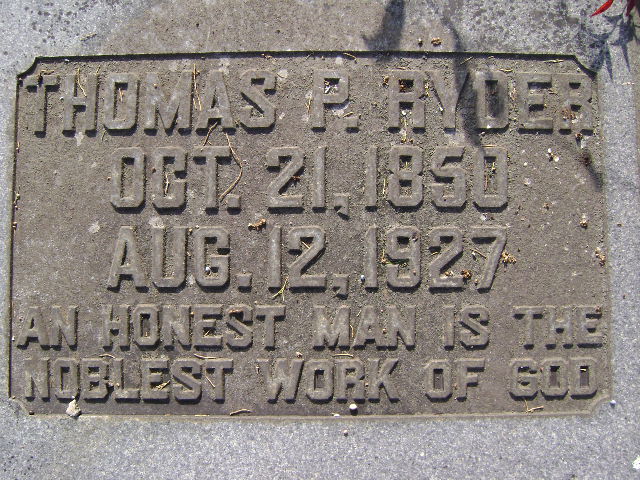 THOMAS P. RYDER
OCT. 21, 1850
AUG. 12, 1927
AN HONEST MAN IS THE
NOBLEST WORK OF GOD